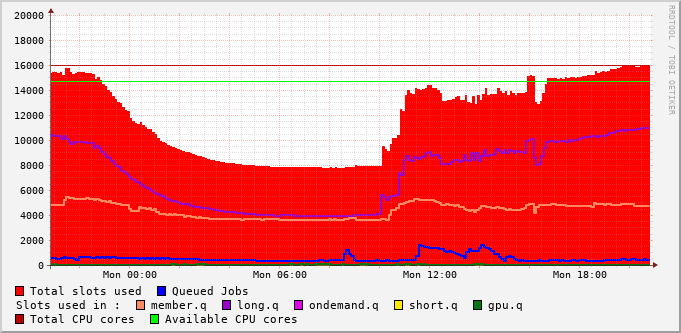 RRDTOOL / TOBI OETIKER
20000
18000
16000
14000
12000
10000
8000
6000
4000
2000
0
Mon 00:00 Mon 06:00 Mon 12:00 Mon 18:00
Total slots used Queued Jobs
Slots used in : member.q long.q ondemand.q short.q gpu.q
Total CPU cores Available CPU cores